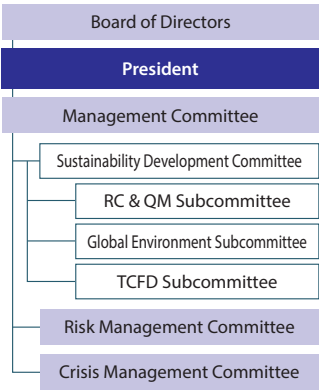 Board of Directors
President
Management Committee
Sustainability Development Committee
RC & QM Subcommittee
Global Environment Subcommittee
TCFD Subcommittee
Risk Management Committee
Crisis Management Committee